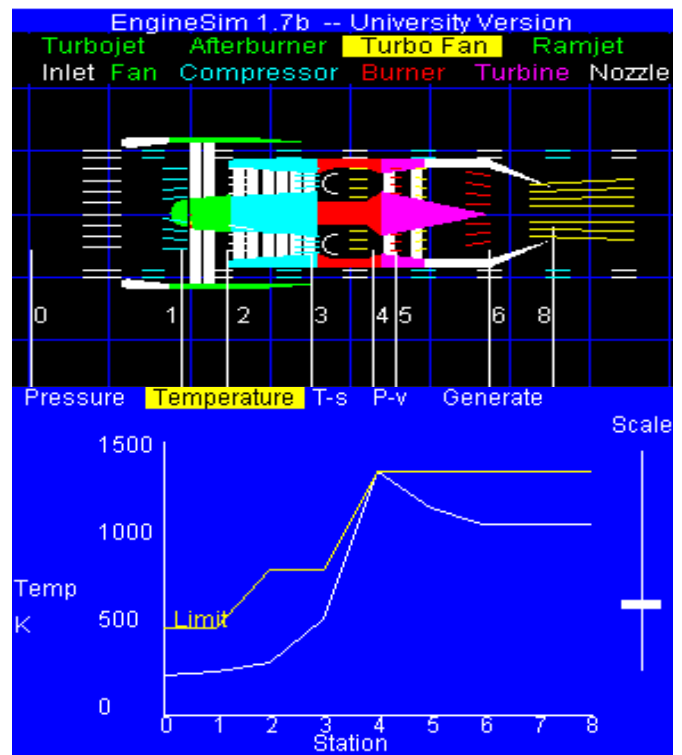 EngineSim 1.7b -- University Version
Turbojet Afterburner Turbo Fan Ramjet
Inlet Fan Compressor Burner Turbine Nozzle
0 1 2 3 4 5 6 8
Pressure Temperature T-s P-v Generate
Scale
1500
1000
Temp
500 Limit
K
0
0 1 2 3 4 5 6 7 8
Station